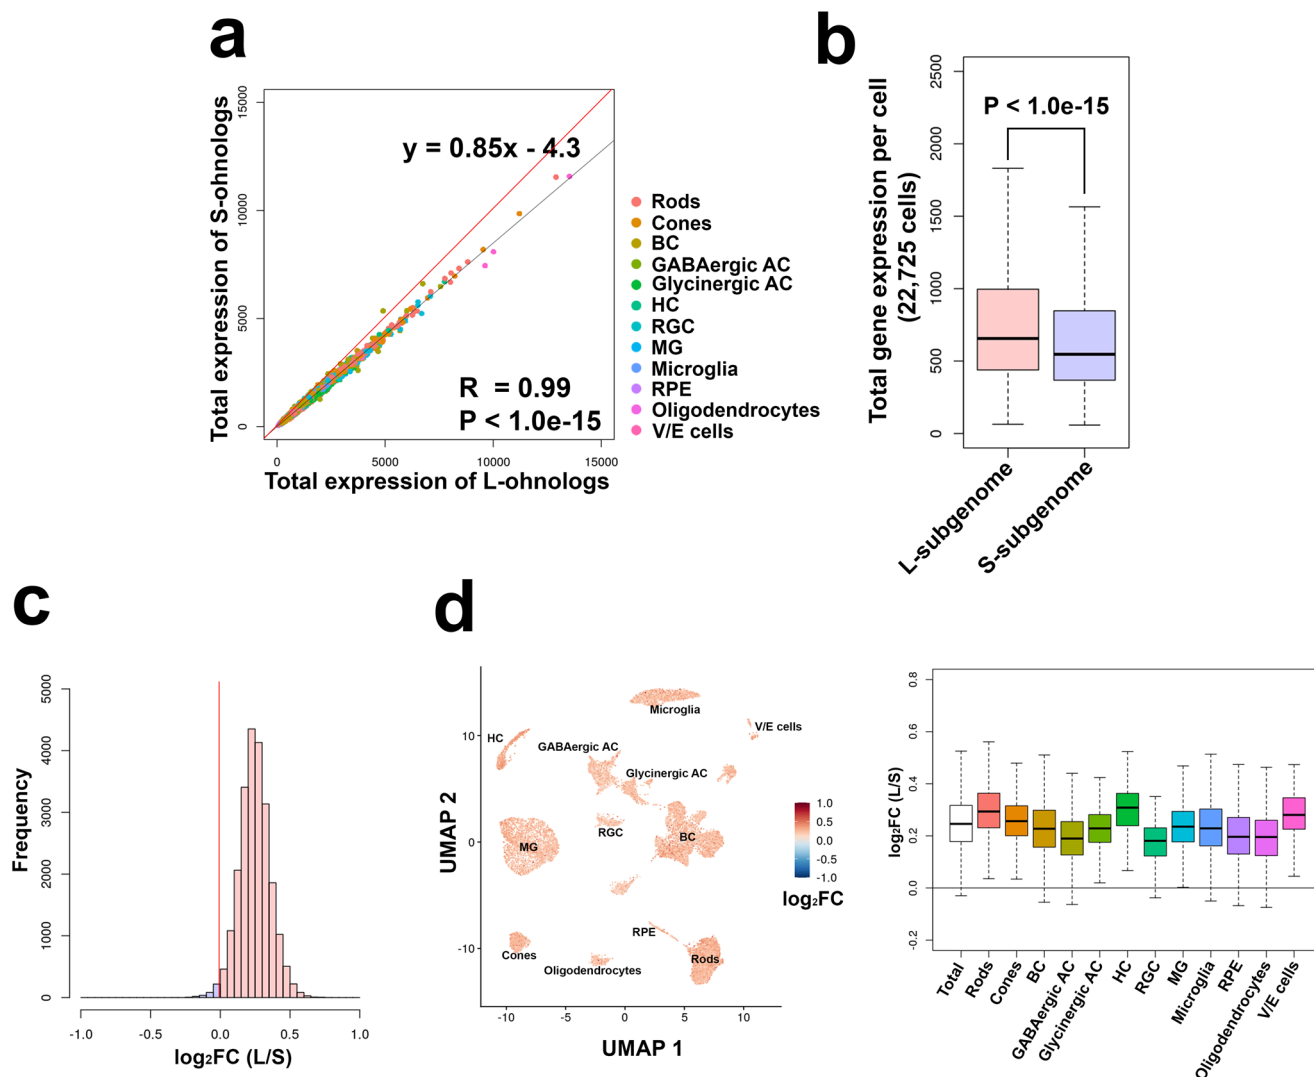 a
Total expression of S-ohnologs
15000
10000
5000
0
y = 0.85x - 4.3
R = 0.99
P < 1.0e-15
0
5000
10000
15000
Total expression of L-ohnologs
Rods
Cones
BC
GABAergic AC
Glycinergic AC
HC
RGC
MG
Microglia
RPE
Oligodendrocytes
V/E cells
b
Total gene expression per cell
(22,725 cells)
2500
2000
1500
1000
500
0
P < 1.0e-15
L-subgenome
S-subgenome
c
Frequency
5000
4000
3000
2000
1000
0
-1.0
-0.5
0.0
0.5
1.0
log₂FC (L/S)
d
UMAP 2
10
0
-10
Microglia
V/E cells
HC
GABAergic AC
Glycinergic AC
RGC
BC
MG
RPE
Cones
Oligodendrocytes
Rods
-10
-5
0
5
10
UMAP 1
1.0
0.5
0.0
-0.5
-1.0
log₂FC
log₂FC (L/S)
0.8
0.6
0.4
0.2
0.0
-0.2
Total
Rods
Cones
BC
GABAergic AC
Glycinergic AC
HC
RGC
MG
Microglia
RPE
Oligodendrocytes
V/E cells